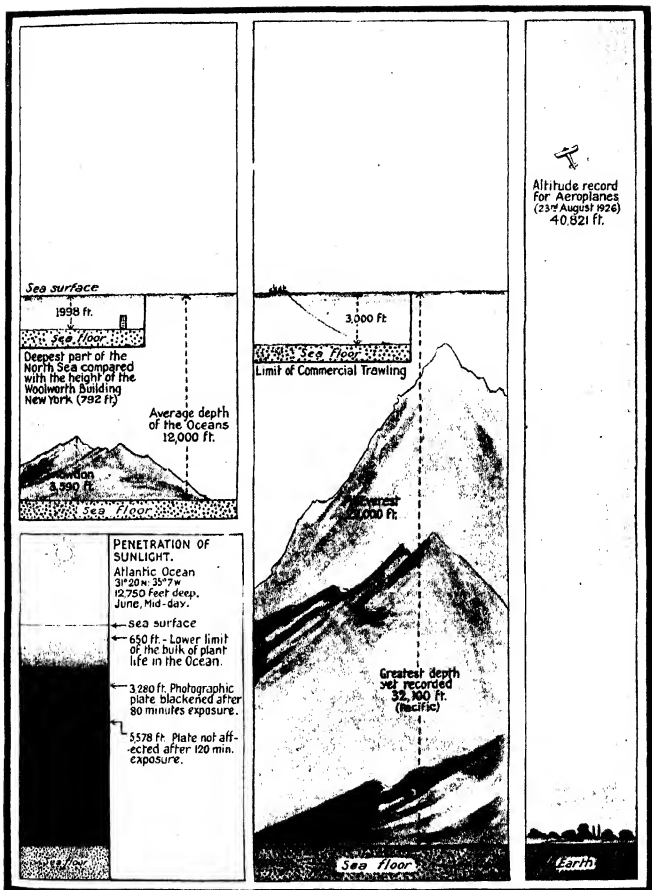 Sea surface
1998 ft.
Sea floor
Deepest part of the
North Sea compared
with the height of the
Woolworth Building
New York (792 ft)
Average depth
of the Oceans
12,000 ft.
3,590 ft.
Sea floor
PENETRATION OF
SUNLIGHT.
Atlantic Ocean
31°20 N: 35°7 W
12,750 Feet deep.
June, Mid-day.
sea surface
650 ft. - Lower limit
of the bulk of plant
life in the Ocean.
3,280 ft. Photographic
plate blackened after
80 minutes exposure.
5,578 ft. Plate not aff-
-ected after 120 min.
exposure.
Sea floor
3,000 ft.
Sea floor
Limit of Commercial Trawling
Everest
Greatest depth
yet recorded
32,100 ft.
(Pacific)
Sea floor
Altitude record
for Aeroplanes
(23rd August 1926)
40,821 ft.
Earth